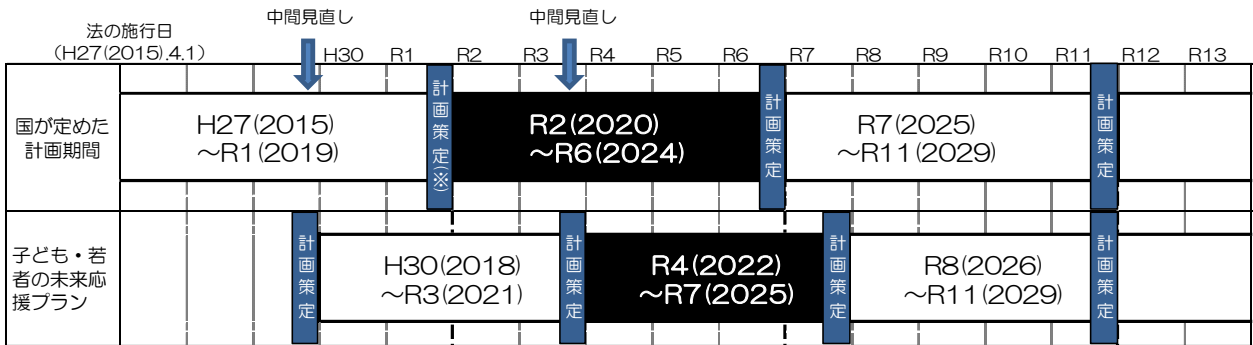 中間見直し
中間見直し
法の施行日
(H27(2015).4.1)
H30 R1 R2 R3 R4 R5 R6 R7 R8 R9 R10 R11 R12 R13
国が定めた
計画期間
H27(2015)
～R1(2019)
計画策定(※)
R2(2020)
～R6(2024)
計画策定
R7(2025)
～R11(2029)
計画策定
子ども・若
者の未来応
援プラン
計画策定
H30(2018)
～R3(2021)
計画策定
R4(2022)
～R7(2025)
計画策定
R8(2026)
～R11(2029)
計画策定